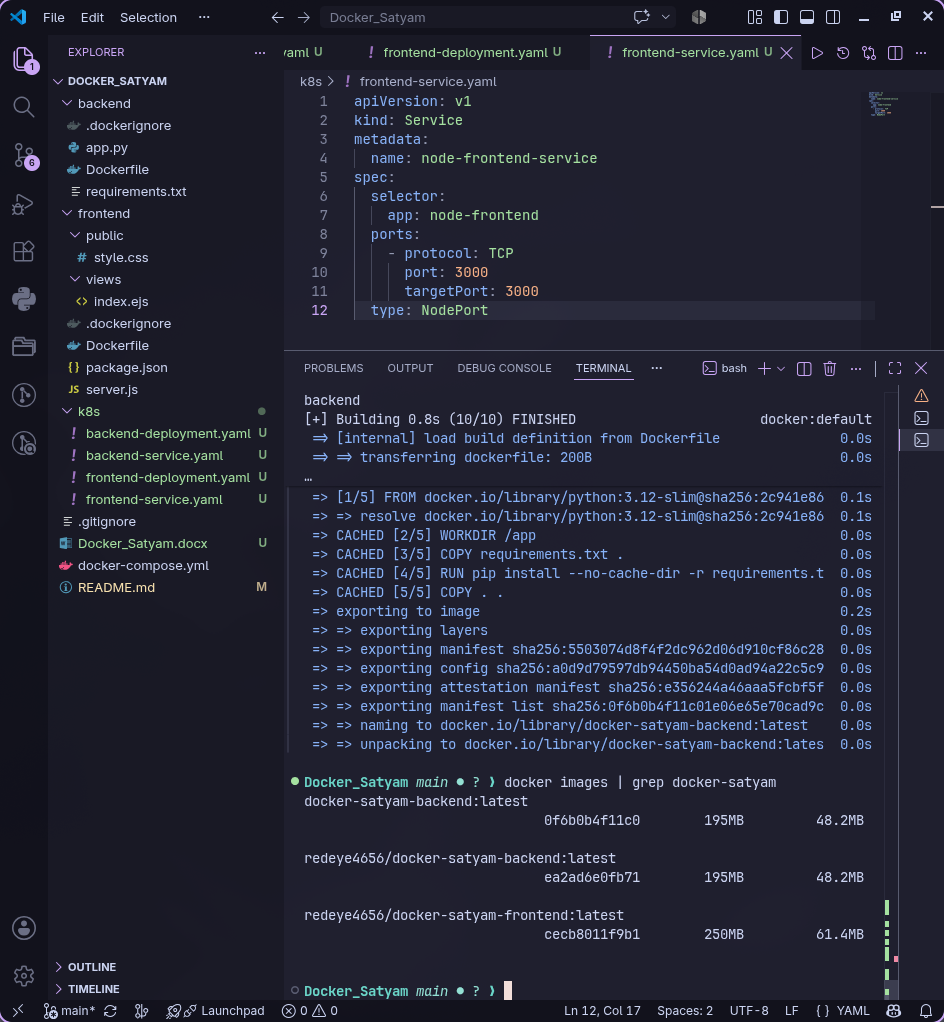 File Edit Selection ··· Docker_Satyam
EXPLORER ···
DOCKER_SATYAM
backend
.dockerignore
app.py
Dockerfile
requirements.txt
frontend
public
# style.css
views
<> index.ejs
.dockerignore
Dockerfile
{} package.json
JS server.js
k8s
! backend-deployment.yaml U
! backend-service.yaml U
! frontend-deployment.yaml U
! frontend-service.yaml U
.gitignore
Docker_Satyam.docx U
docker-compose.yml
README.md M
OUTLINE
TIMELINE
1
6
yaml U ! frontend-deployment.yaml U ! frontend-service.yaml U ···
k8s > ! frontend-service.yaml
1 apiVersion: v1
2 kind: Service
3 metadata:
4 name: node-frontend-service
5 spec:
6 selector:
7 app: node-frontend
8 ports:
9 - protocol: TCP
10 port: 3000
11 targetPort: 3000
12 type: NodePort
PROBLEMS OUTPUT DEBUG CONSOLE TERMINAL ··· bash ···
backend
[+] Building 0.8s (10/10) FINISHED docker:default
=> [internal] load build definition from Dockerfile 0.0s
=> => transferring dockerfile: 200B 0.0s
…
=> [1/5] FROM docker.io/library/python:3.12-slim@sha256:2c941e86 0.1s
=> => resolve docker.io/library/python:3.12-slim@sha256:2c941e86 0.1s
=> CACHED [2/5] WORKDIR /app 0.0s
=> CACHED [3/5] COPY requirements.txt . 0.0s
=> CACHED [4/5] RUN pip install --no-cache-dir -r requirements.t 0.0s
=> CACHED [5/5] COPY . . 0.0s
=> exporting to image 0.2s
=> => exporting layers 0.0s
=> => exporting manifest sha256:5503074d8f4f2dc962d06d910cf86c28 0.0s
=> => exporting config sha256:a0d9d79597db94450ba54d0ad94a22c5c9 0.0s
=> => exporting attestation manifest sha256:e356244a46aaa5fcbf5f 0.0s
=> => exporting manifest list sha256:0f6b0b4f11c01e06e65e70cad9c 0.0s
=> => naming to docker.io/library/docker-satyam-backend:latest 0.0s
=> => unpacking to docker.io/library/docker-satyam-backend:lates 0.0s
Docker_Satyam main ● ? ❯ docker images | grep docker-satyam
docker-satyam-backend:latest
0f6b0b4f11c0 195MB 48.2MB
redeye4656/docker-satyam-backend:latest
ea2ad6e0fb71 195MB 48.2MB
redeye4656/docker-satyam-frontend:latest
cecb8011f9b1 250MB 61.4MB
Docker_Satyam main ● ? ❯
main* Launchpad 0 0 Ln 12, Col 17 Spaces: 2 UTF-8 LF {} YAML